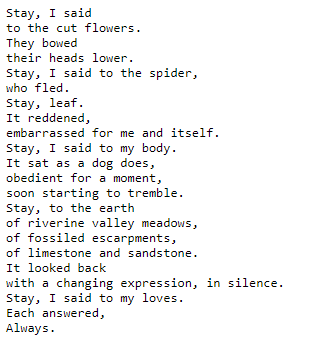 Stay, I said
to the cut flowers.
They bowed
their heads lower.
Stay, I said to the spider,
who fled.
Stay, leaf.
It reddened,
embarrassed for me and itself.
Stay, I said to my body.
It sat as a dog does,
obedient for a moment,
soon starting to tremble.
Stay, to the earth
of riverine valley meadows,
of fossiled escarpments,
of limestone and sandstone.
It looked back
with a changing expression, in silence.
Stay, I said to my loves.
Each answered,
Always.